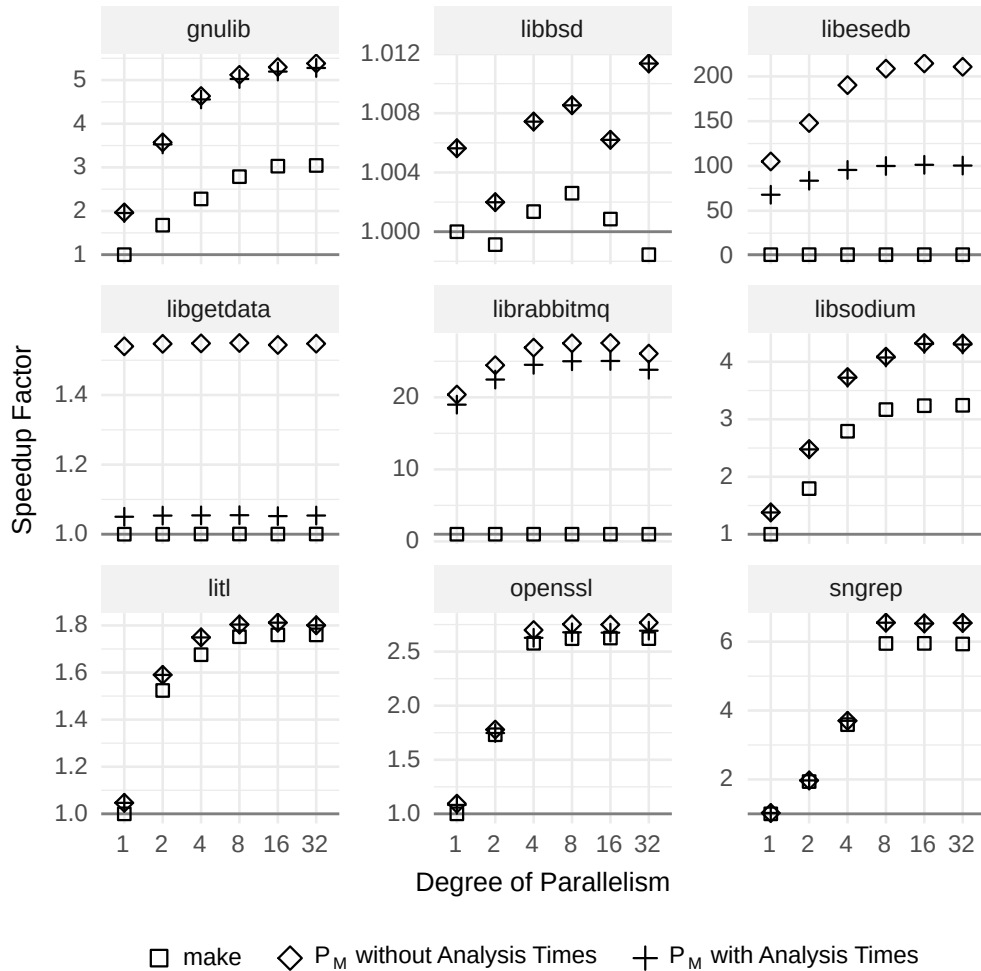 gnulib
libbsd
libesedb
5
4
3
2
1
1.012
1.008
1.004
1.000
200
150
100
50
0
libgetdata
librabbitmq
libsodium
1.4
1.2
1.0
20
10
0
4
3
2
1
Speedup Factor
litl
openssl
sngrep
1.8
1.6
1.4
1.2
1.0
2.5
2.0
1.5
1.0
6
4
2
1 2 4 8 16 32
1 2 4 8 16 32
1 2 4 8 16 32
Degree of Parallelism
make
P_M without Analysis Times
P_M with Analysis Times